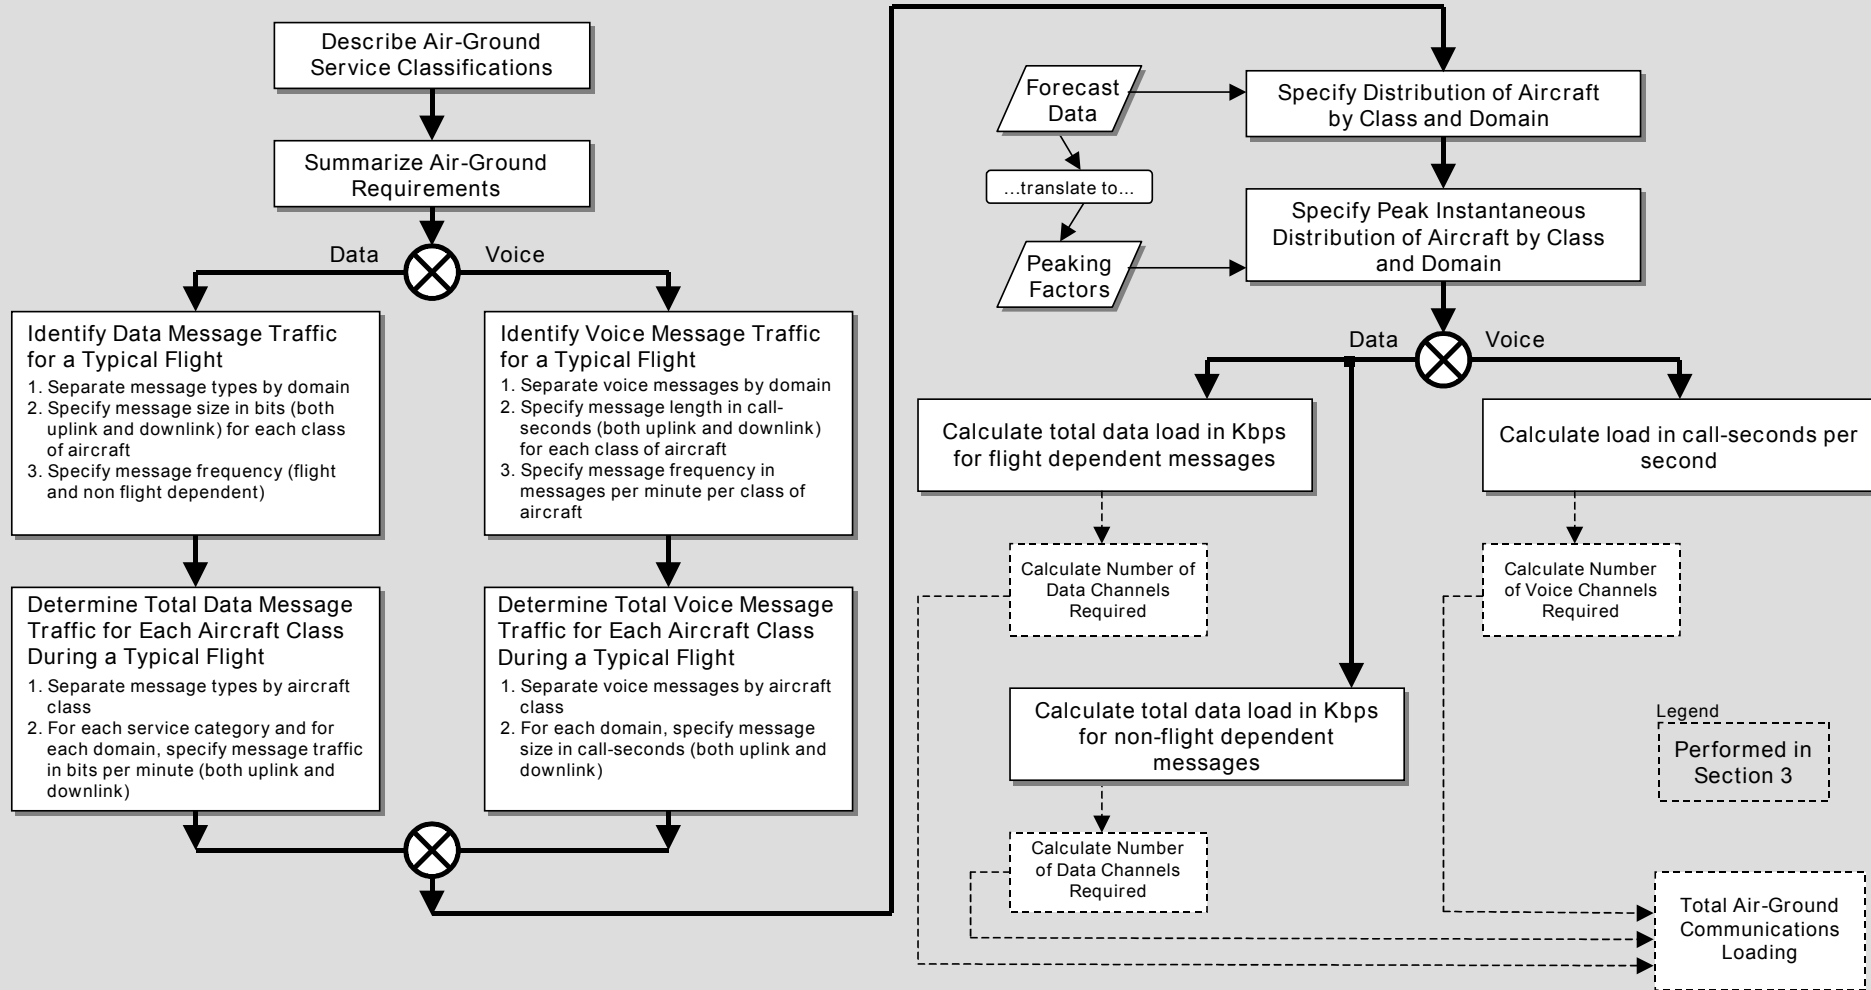 Describe Air-Ground
Service Classifications
Summarize Air-Ground
Requirements
Data
Voice
Identify Data Message Traffic
for a Typical Flight
1. Separate message types by domain
2. Specify message size in bits (both
uplink and downlink) for each class
of aircraft
3. Specify message frequency (flight
and non flight dependent)
Identify Voice Message Traffic
for a Typical Flight
1. Separate voice messages by domain
2. Specify message length in call-
seconds (both uplink and downlink)
for each class of aircraft
3. Specify message frequency in
messages per minute per class of
aircraft
Determine Total Data Message
Traffic for Each Aircraft Class
During a Typical Flight
1. Separate message types by aircraft
class
2. For each service category and for
each domain, specify message traffic
in bits per minute (both uplink and
downlink)
Determine Total Voice Message
Traffic for Each Aircraft Class
During a Typical Flight
1. Separate voice messages by aircraft
class
2. For each domain, specify message
size in call-seconds (both uplink and
downlink)
Forecast
Data
...translate to...
Peaking
Factors
Specify Distribution of Aircraft
by Class and Domain
Specify Peak Instantaneous
Distribution of Aircraft by Class
and Domain
Data
Voice
Calculate total data load in Kbps
for flight dependent messages
Calculate load in call-seconds per
second
Calculate Number of
Data Channels
Required
Calculate Number
of Voice Channels
Required
Calculate total data load in Kbps
for non-flight dependent
messages
Calculate Number
of Data Channels
Required
Legend
Performed in
Section 3
Total Air-Ground
Communications
Loading